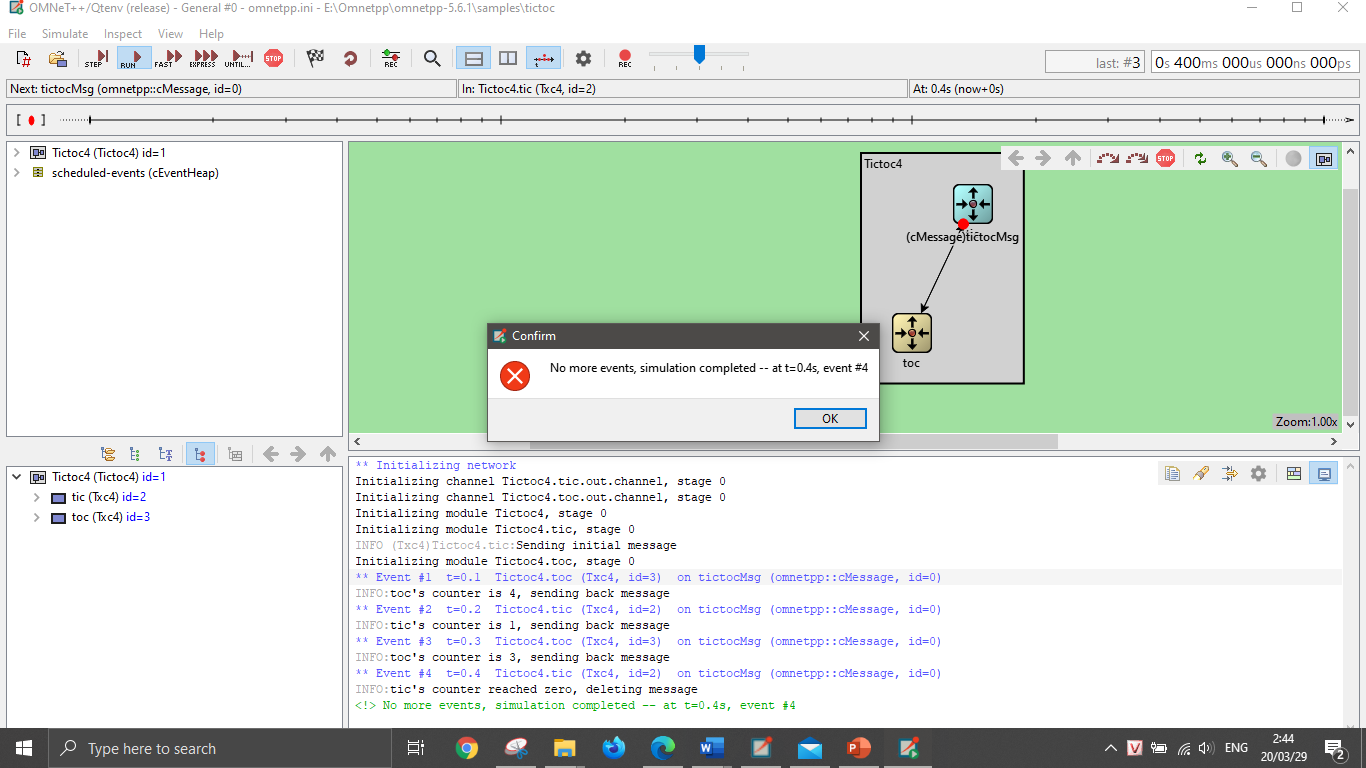 OMNeT++/Qtenv (release) - General #0 - omnetpp.ini - E:\Omnetpp\omnetpp-5.6.1\samples\tictoc
File Simulate Inspect View Help
STEP RUN FAST EXPRESS UNTIL... STOP REC REC
last: #3 0s 400ms 000us 000ns 000ps
Next: tictocMsg (omnetpp::cMessage, id=0) In: Tictoc4.tic (Txc4, id=2) At: 0.4s (now+0s)
Tictoc4 (Tictoc4) id=1
scheduled-events (cEventHeap)
Tictoc4
STOP
(cMessage)tictocMsg
toc
Zoom:1.00x
Confirm
No more events, simulation completed -- at t=0.4s, event #4
OK
Tictoc4 (Tictoc4) id=1
tic (Txc4) id=2
toc (Txc4) id=3
** Initializing network
Initializing channel Tictoc4.tic.out.channel, stage 0
Initializing channel Tictoc4.toc.out.channel, stage 0
Initializing module Tictoc4, stage 0
Initializing module Tictoc4.tic, stage 0
INFO (Txc4)Tictoc4.tic:Sending initial message
Initializing module Tictoc4.toc, stage 0
** Event #1 t=0.1 Tictoc4.toc (Txc4, id=3) on tictocMsg (omnetpp::cMessage, id=0)
INFO:toc's counter is 4, sending back message
** Event #2 t=0.2 Tictoc4.tic (Txc4, id=2) on tictocMsg (omnetpp::cMessage, id=0)
INFO:tic's counter is 1, sending back message
** Event #3 t=0.3 Tictoc4.toc (Txc4, id=3) on tictocMsg (omnetpp::cMessage, id=0)
INFO:toc's counter is 3, sending back message
** Event #4 t=0.4 Tictoc4.tic (Txc4, id=2) on tictocMsg (omnetpp::cMessage, id=0)
INFO:tic's counter reached zero, deleting message
<!> No more events, simulation completed -- at t=0.4s, event #4
Type here to search
ENG
2:44
20/03/29
2